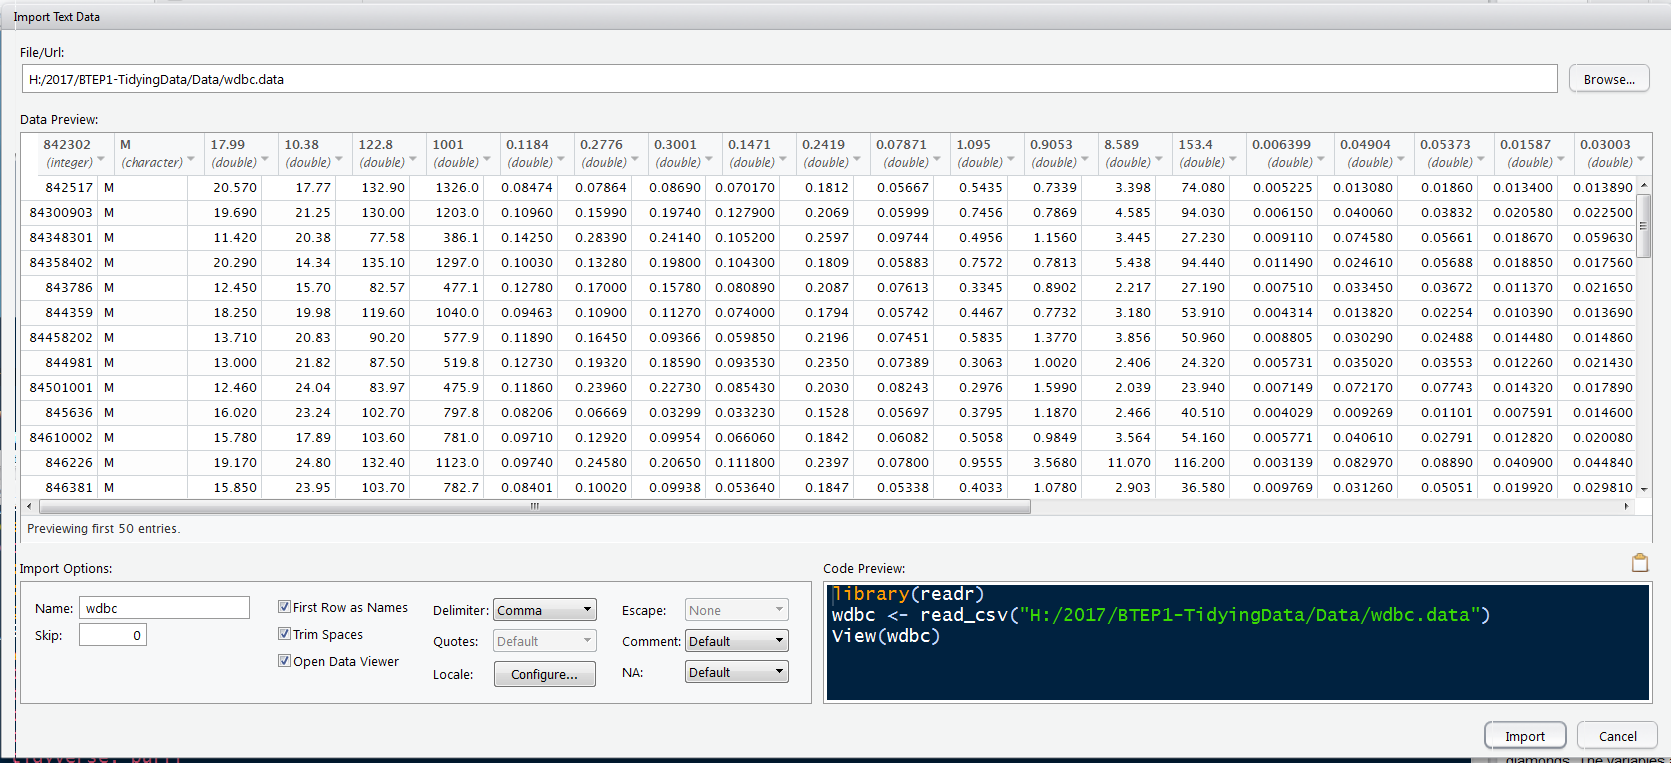 Import Text Data
File/Url:
H:/2017/BTEP1-TidyingData/Data/wdbc.data
Browse...
Data Preview:
842302 M 17.99 10.38 122.8 1001 0.1184 0.2776 0.3001 0.1471 0.2419 0.07871 1.095 0.9053 8.589 153.4 0.006399 0.04904 0.05373 0.01587 0.03003
(integer) (character) (double) (double) (double) (double) (double) (double) (double) (double) (double) (double) (double) (double) (double) (double) (double) (double) (double) (double) (double)
842517 M 20.570 17.77 132.90 1326.0 0.08474 0.07864 0.08690 0.070170 0.1812 0.05667 0.5435 0.7339 3.398 74.080 0.005225 0.013080 0.01860 0.013400 0.013890
84300903 M 19.690 21.25 130.00 1203.0 0.10960 0.15990 0.19740 0.127900 0.2069 0.05999 0.7456 0.7869 4.585 94.030 0.006150 0.040060 0.03832 0.020580 0.022500
84348301 M 11.420 20.38 77.58 386.1 0.14250 0.28390 0.24140 0.105200 0.2597 0.09744 0.4956 1.1560 3.445 27.230 0.009110 0.074580 0.05661 0.018670 0.059630
84358402 M 20.290 14.34 135.10 1297.0 0.10030 0.13280 0.19800 0.104300 0.1809 0.05883 0.7572 0.7813 5.438 94.440 0.011490 0.024610 0.05688 0.018850 0.017560
843786 M 12.450 15.70 82.57 477.1 0.12780 0.17000 0.15780 0.080890 0.2087 0.07613 0.3345 0.8902 2.217 27.190 0.007510 0.033450 0.03672 0.011370 0.021650
844359 M 18.250 19.98 119.60 1040.0 0.09463 0.10900 0.11270 0.074000 0.1794 0.05742 0.4467 0.7732 3.180 53.910 0.004314 0.013820 0.02254 0.010390 0.013690
84458202 M 13.710 20.83 90.20 577.9 0.11890 0.16450 0.09366 0.059850 0.2196 0.07451 0.5835 1.3770 3.856 50.960 0.008805 0.030290 0.02488 0.014480 0.014860
844981 M 13.000 21.82 87.50 519.8 0.12730 0.19320 0.18590 0.093530 0.2350 0.07389 0.3063 1.0020 2.406 24.320 0.005731 0.035020 0.03553 0.012260 0.021430
84501001 M 12.460 24.04 83.97 475.9 0.11860 0.23960 0.22730 0.085430 0.2030 0.08243 0.2976 1.5990 2.039 23.940 0.007149 0.072170 0.07743 0.014320 0.017890
845636 M 16.020 23.24 102.70 797.8 0.08206 0.06669 0.03299 0.033230 0.1528 0.05697 0.3795 1.1870 2.466 40.510 0.004029 0.009269 0.01101 0.007591 0.014600
84610002 M 15.780 17.89 103.60 781.0 0.09710 0.12920 0.09954 0.066060 0.1842 0.06082 0.5058 0.9849 3.564 54.160 0.005771 0.040610 0.02791 0.012820 0.020080
846226 M 19.170 24.80 132.40 1123.0 0.09740 0.24580 0.20650 0.111800 0.2397 0.07800 0.9555 3.5680 11.070 116.200 0.003139 0.082970 0.08890 0.040900 0.044840
846381 M 15.850 23.95 103.70 782.7 0.08401 0.10020 0.09938 0.053640 0.1847 0.05338 0.4033 1.0780 2.903 36.580 0.009769 0.031260 0.05051 0.019920 0.029810
Previewing first 50 entries.
Import Options:
Name: wdbc
Skip: 0
First Row as Names
Trim Spaces
Open Data Viewer
Delimiter: Comma
Quotes: Default
Locale: Configure...
Escape: None
Comment: Default
NA: Default
Code Preview:
library(readr)
wdbc <- read_csv("H:/2017/BTEP1-TidyingData/Data/wdbc.data")
View(wdbc)
Import Cancel